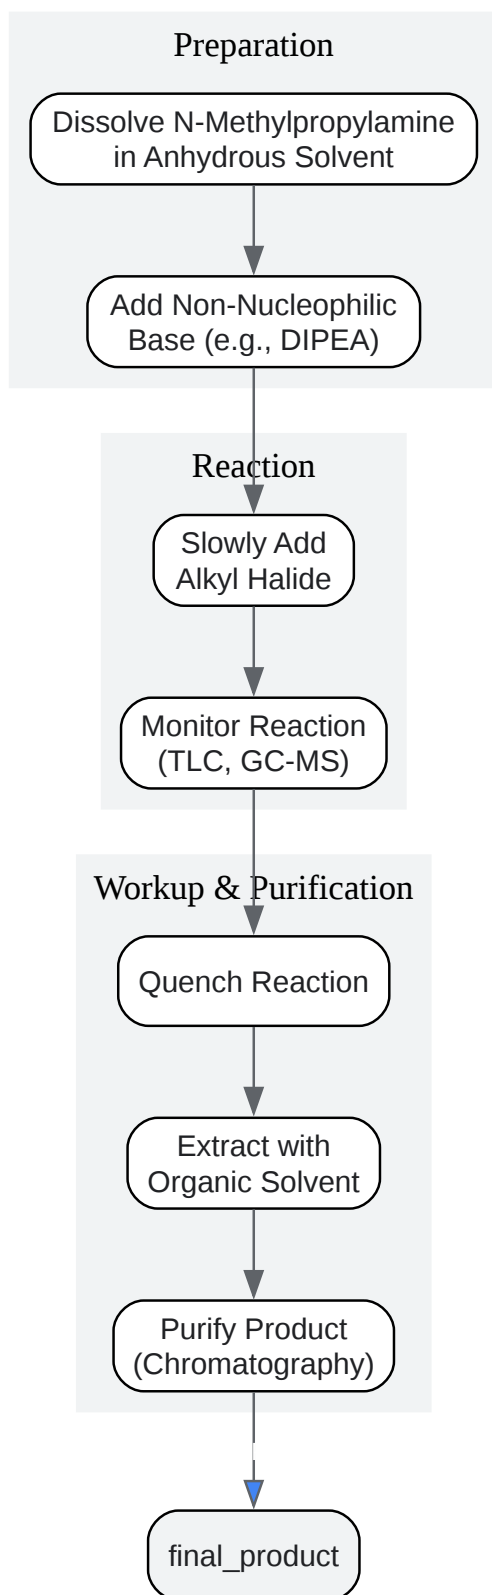 Preparation
Dissolve N-Methylpropylamine
in Anhydrous Solvent
Add Non-Nucleophilic
Base (e.g., DIPEA)
Reaction
Slowly Add
Alkyl Halide
Monitor Reaction
(TLC, GC-MS)
Workup & Purification
Quench Reaction
Extract with
Organic Solvent
Purify Product
(Chromatography)
final_product